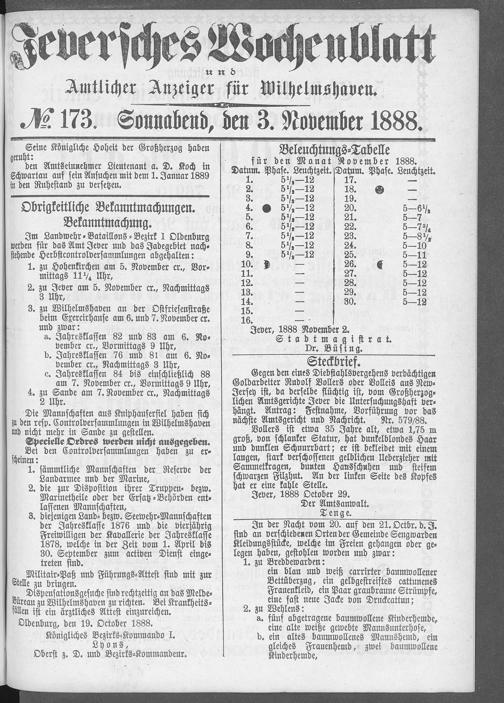 Jeversches Wochenblatt
und
Amtlicher Anzeiger für Wilhelmshaven.
No. 173. Sonnabend, den 3. November 1888.
Seine Königliche Hoheit der Großherzog haben
geruht:
den Amtseinnehmer Lieutenant a. D. Koch in
Schwartau auf sein Ansuchen mit dem 1. Januar 1889
in den Ruhestand zu versetzen.
Obrigkeitliche Bekanntmachungen.
Bekanntmachung.
Im Landwehr-Bataillons-Bezirk I Oldenburg
werden für das Amt Jever und das Jadegebiet nach-
stehende Herbstcontrolversammlungen abgehalten:
1. zu Hohenkirchen am 5. November cr., Vor-
mittags 11¼ Uhr,
2. zu Jever am 5. November cr., Nachmittags
3 Uhr,
3. zu Wilhelmshaven an der Ostfriesenstraße
beim Exercirhause am 6. und 7. November cr.
und zwar:
a. Jahresklassen 82 und 83 am 6. No-
vember cr., Vormittags 9 Uhr,
b. Jahresklassen 76 und 81 am 6. No-
vember cr., Nachmittags 3 Uhr,
c. Jahresklassen 84 bis einschließlich 88
am 7. November cr., Vormittags 9 Uhr,
4. zu Sande am 7. November cr., Nachmittags
2 Uhr.
Die Mannschaften aus Kniphauserfiel haben sich
zu der resp. Controlversammlungen in Wilhelmshaven
und nicht mehr in Sande zu gestellen.
Specielle Ordres werden nicht ausgegeben.
Bei den Controlversammlungen haben zu er-
scheinen:
1. sämmtliche Mannschaften der Reserve der
Landarmee und der Marine,
2. die zur Disposition ihrer Truppen- bezw.
Marinetheile oder der Ersatz-Behörden ent-
lassenen Mannschaften,
3. diejenigen Land- bezw. Seewehr-Mannschaften
der Jahresklasse 1876 und die vierjährig
Freiwilligen der Kavallerie der Jahresklasse
1878, welche in der Zeit vom 1. April bis
30. September zum activen Dienst einge-
treten sind.
Militair-Paß und Führungs-Attest sind mit zur
Stelle zu bringen.
Dispensationsgesuche sind rechtzeitig an das Melde-
Büreau zu Wilhelmshaven zu richten. Bei Krankheits-
fällen ist ein ärztliches Attest einzureichen.
Oldenburg, den 19. October 1888.
Königliches Bezirks-Kommando I.
Lyons,
Oberst z. D. und Bezirks-Kommandeur.
Beleuchtungs-Tabelle
für den Monat November 1888.
Datum. Phase. Leuchtzeit. Datum. Phase. Leuchtzeit.
1. 5½—12 17. —
2. 5½—12 18. —
3. 5½—12 19. —
4. 5½—12 20. 5—6½
5. 5½—12 21. 5—7
6. 5½—12 22. 5—7¾
7. 5½—12 23. 5—8½
8. 5½—12 24. 5—10
9. 5½—12 25. 5—11
10. — 26. 5—12
11. — 27. 5—12
12. — 28. 5—12
13. — 29. 5—12
14. — 30. 5—12
15. —
16. —
Jever, 1888 November 2.
Stadtmagistrat.
Dr. Büsing.
Steckbrief.
Gegen den eines Diebstahlvergehens verdächtigen
Goldarbeiter Rudolf Vollers oder Volleis aus New-
Jersey ist, da derselbe flüchtig ist, vom Großherzog-
lichen Amtsgerichte Jever die Untersuchungshaft ver-
hängt. Antrag: Festnahme, Vorführung vor das
nächste Amtsgericht und Nachricht. Nr. 579/88.
Vollers ist etwa 35 Jahre alt, etwa 1,75 m
groß, von schlanker Statur, hat dunkelblondes Haar
und dunklen Schnurrbart; er ist bekleidet mit einem
langen, stark verschossenen gelblichen Ueberzieher mit
Sammetkragen, bunten Handschuhen und steifem
schwarzen Filzhut. An der linken Seite des Kopfes
hat er eine kahle Stelle.
Jever, 1888 October 29.
Der Amtsanwalt.
Tenge.
In der Nacht vom 20. auf den 21. Octbr. d. J.
sind an verschiedenen Orten der Gemeinde Sengwarden
Kleidungsstücke, welche im Freien gehangen oder ge-
legen haben, gestohlen worden und zwar:
1. zu Breddewarden:
ein blau und weiß carrirter baumwollener
Bettüberzug, ein geldgestreiftes cattunenes
Frauenkleid, ein Paar graubraune Strümpfe,
eine fast neue Jacke von Druckcattun;
2. zu Wehlens:
a. fünf abgetragene baumwollene Kinderhemde,
eine alte weiße gewebte Mannsunterhose,
b. ein altes baumwollenes Mannshemd, ein
gleiches Frauenhemd, zwei baumwollene
Kinderhemde,